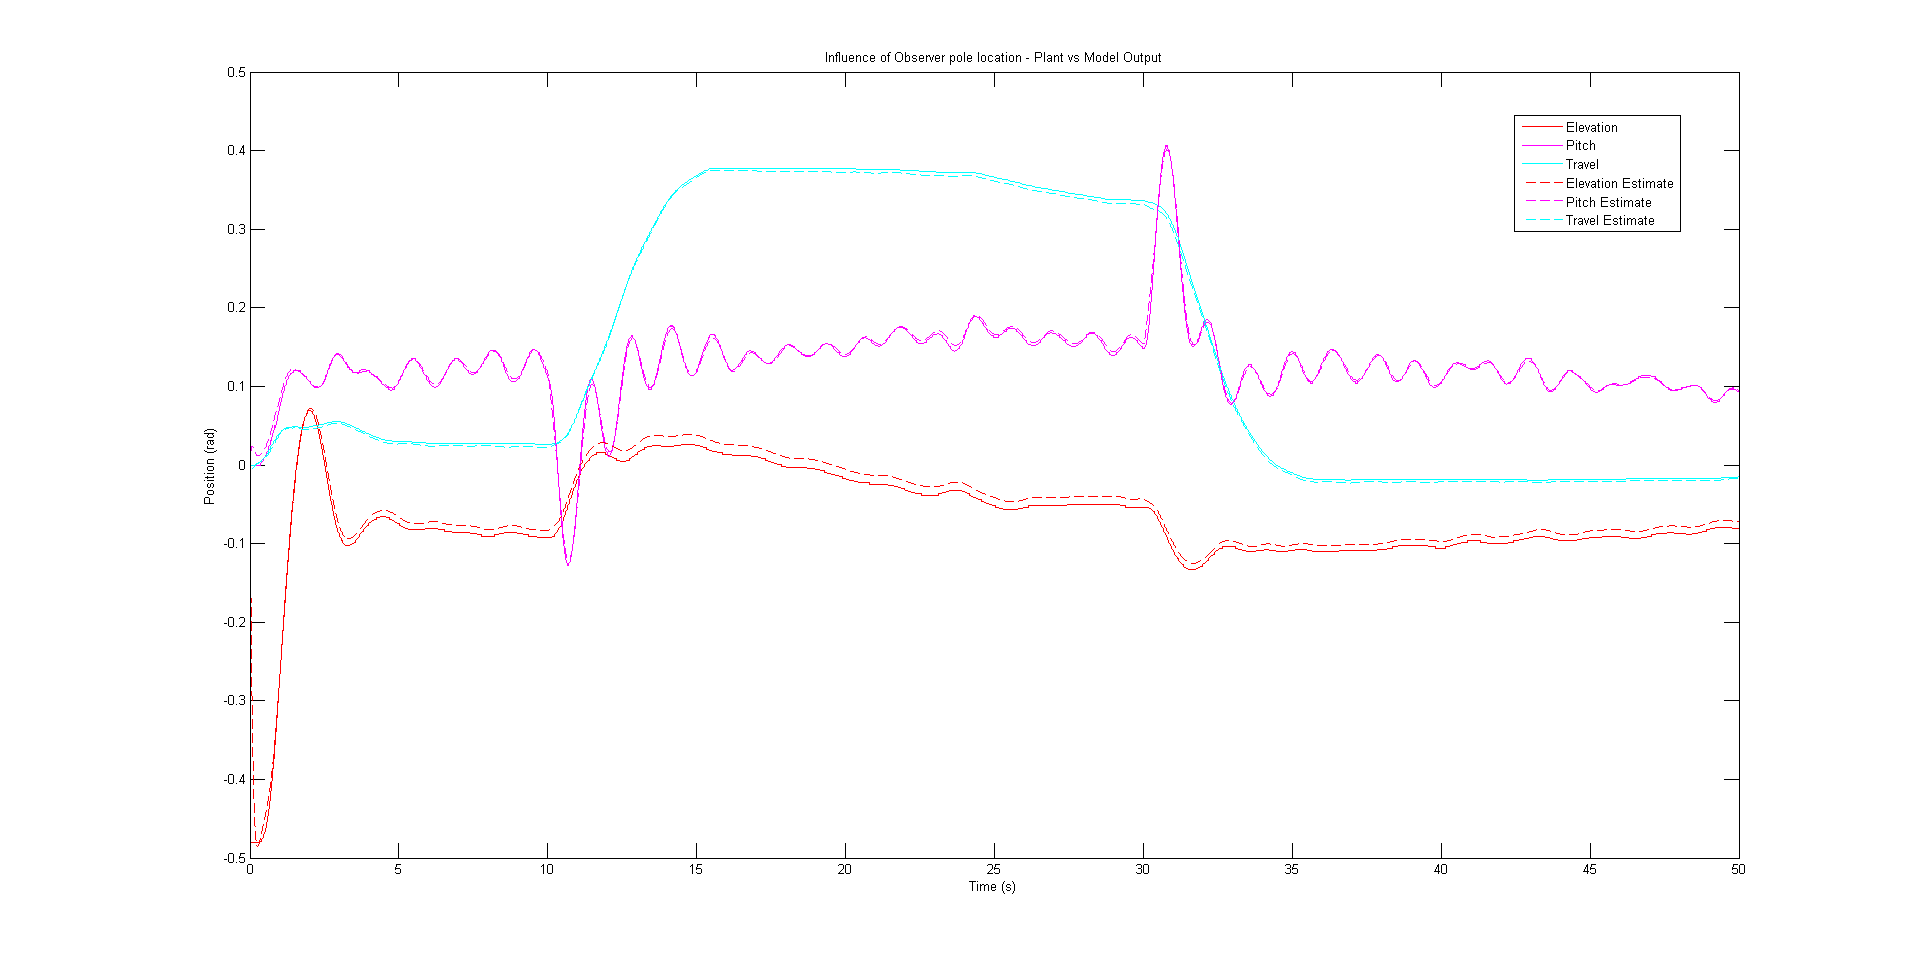 Influence of Observer pole location - Plant vs Model Output
0.5
0.4
0.3
0.2
0.1
0
-0.1
-0.2
-0.3
-0.4
-0.5
Position (rad)
Elevation
Pitch
Travel
Elevation Estimate
Pitch Estimate
Travel Estimate
0 5 10 15 20 25 30 35 40 45 50
Time (s)